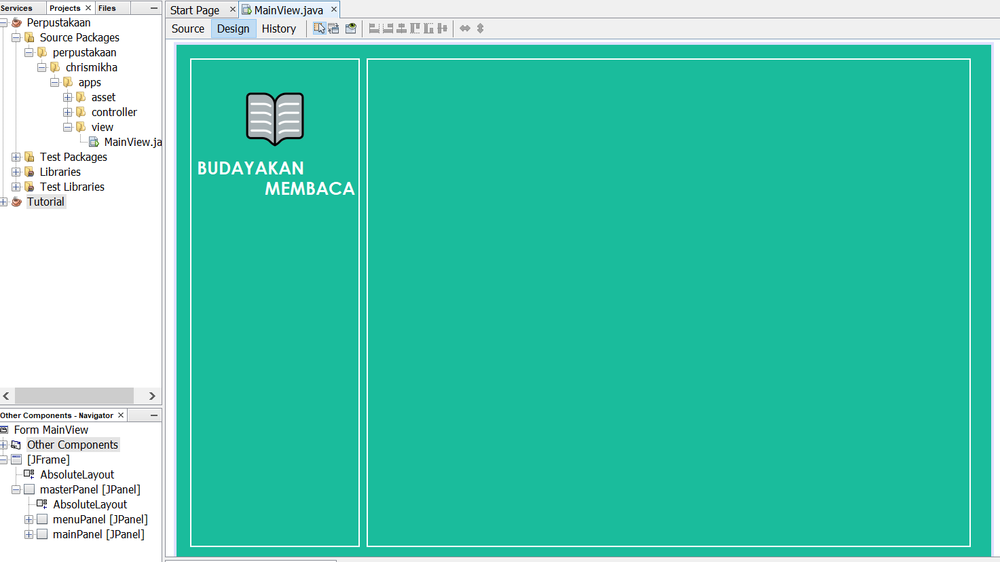 Services Projects Files
Perpustakaan
Source Packages
perpustakaan
chrismikha
apps
asset
controller
view
MainView.ja
Test Packages
Libraries
Test Libraries
Tutorial
Other Components - Navigator
Form MainView
Other Components
[JFrame]
AbsoluteLayout
masterPanel [JPanel]
AbsoluteLayout
menuPanel [JPanel]
mainPanel [JPanel]
Start Page MainView.java
Source Design History
BUDAYAKAN
MEMBACA